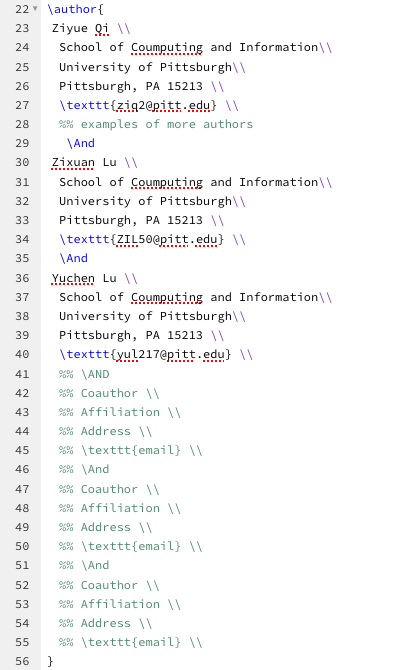 22 \author{
23 Ziyue Qi \\
24 School of Coumputing and Information\\
25 University of Pittsburgh\\
26 Pittsburgh, PA 15213 \\
27 \texttt{ziq2@pitt.edu} \\
28 %% examples of more authors
29 \And
30 Zixuan Lu \\
31 School of Coumputing and Information\\
32 University of Pittsburgh\\
33 Pittsburgh, PA 15213 \\
34 \texttt{ZIL50@pitt.edu} \\
35 \And
36 Yuchen Lu \\
37 School of Coumputing and Information\\
38 University of Pittsburgh\\
39 Pittsburgh, PA 15213 \\
40 \texttt{yul217@pitt.edu} \\
41 %% \AND
42 %% Coauthor \\
43 %% Affiliation \\
44 %% Address \\
45 %% \texttt{email} \\
46 %% \And
47 %% Coauthor \\
48 %% Affiliation \\
49 %% Address \\
50 %% \texttt{email} \\
51 %% \And
52 %% Coauthor \\
53 %% Affiliation \\
54 %% Address \\
55 %% \texttt{email} \\
56 }